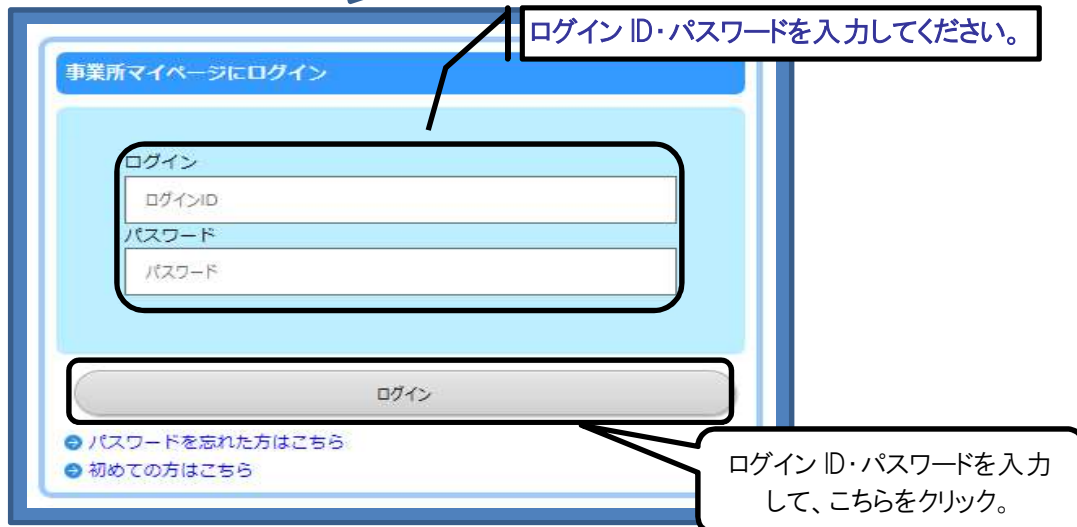 ログイン ID・パスワードを入力してください。
事業所マイページにログイン
ログイン
ログインID
パスワード
パスワード
ログイン
パスワードを忘れた方はこちら
初めての方はこちら
ログイン ID・パスワードを入力
して、こちらをクリック。